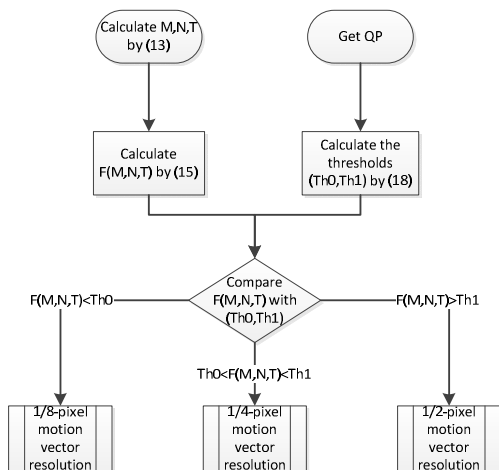 Calculate M,N,T
by (13)
Get QP
Calculate
F(M,N,T) by (15)
Calculate the
thresholds
(Th0,Th1) by (18)
Compare
F(M,N,T) with
(Th0,Th1)
F(M,N,T)<Th0
F(M,N,T)>Th1
Th0<F(M,N,T)<Th1
1/8-pixel
motion
vector
resolution
1/4-pixel
motion
vector
resolution
1/2-pixel
motion
vector
resolution